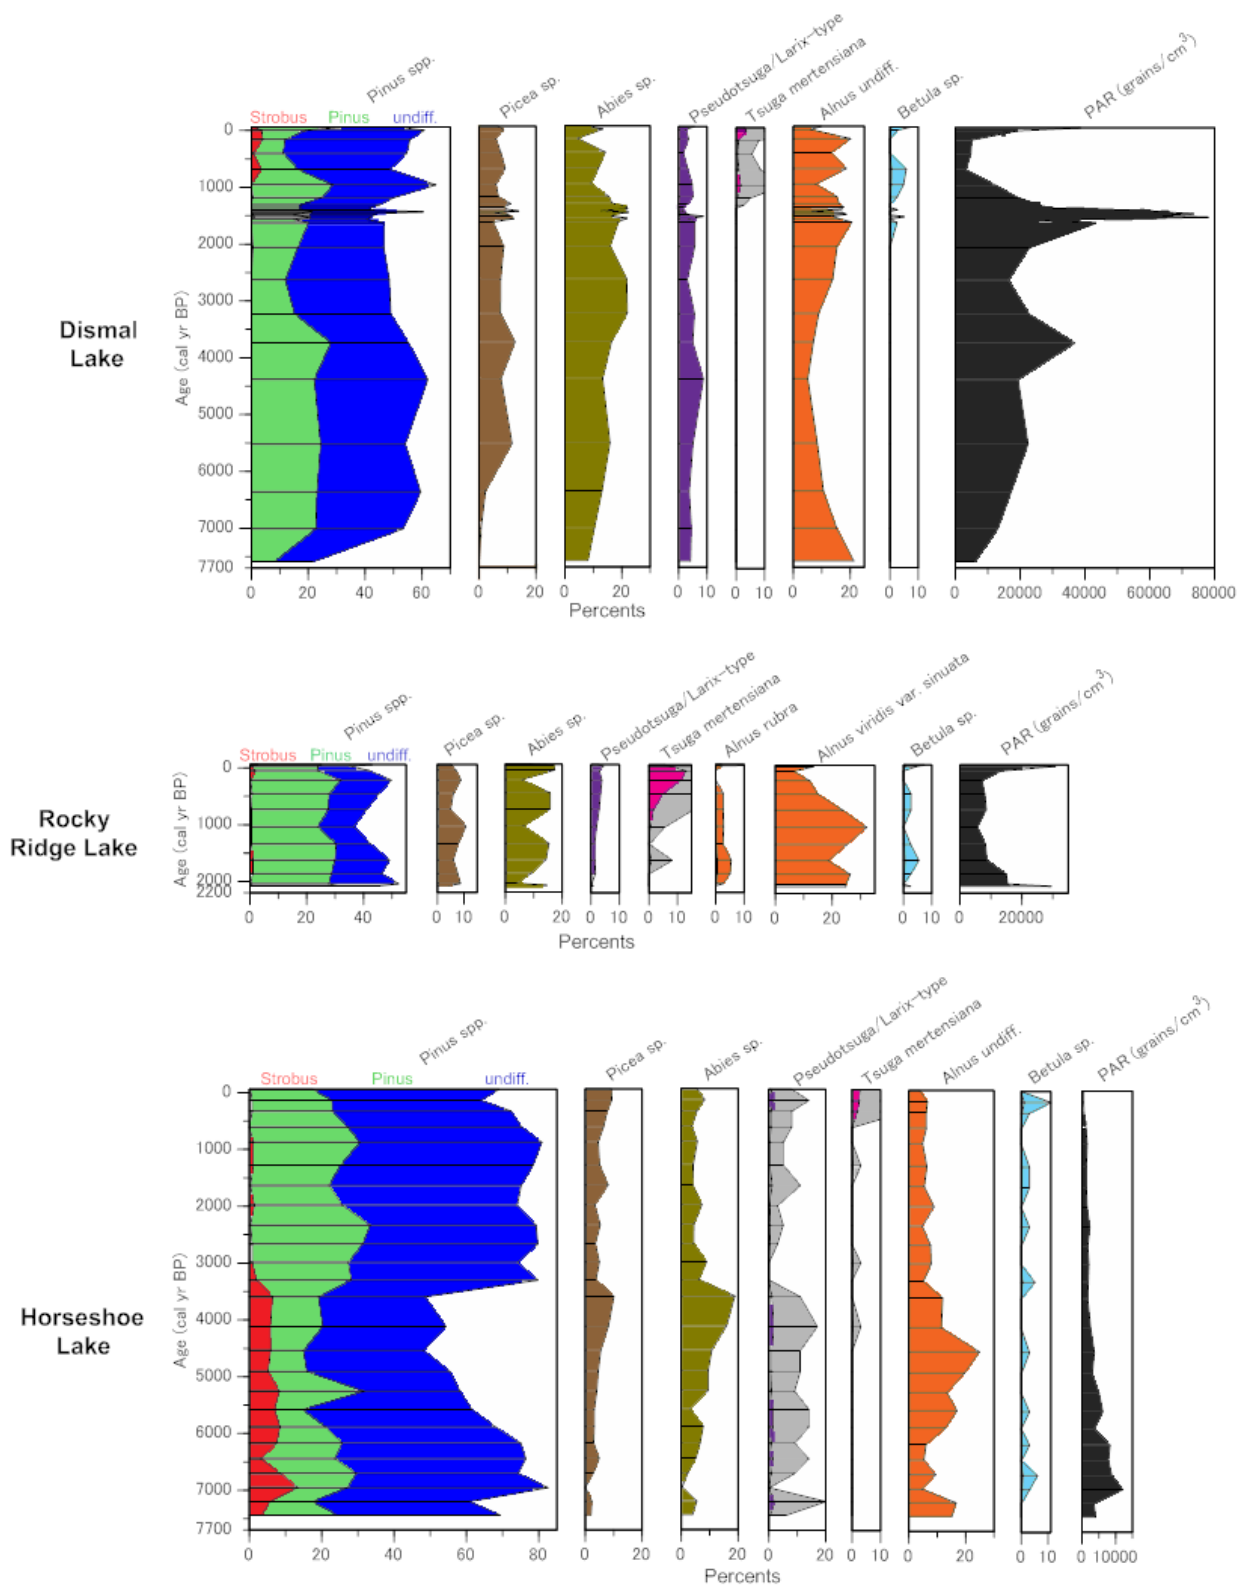 Pinus spp.
Picea sp.
Abies sp.
Pseudotsuga/Larix-type
Tsuga mertensiana
Alnus undiff.
Betula sp.
PAR (grains/cm³)
Strobus Pinus undiff.
Dismal
Lake
Age (cal yr BP)
0
1000
2000
3000
4000
5000
6000
7000
7700
0 20 40 60 0 20 0 20 0 10 0 10 0 20 0 10 0 20000 40000 60000 80000
Percents
Pinus spp.
Picea sp.
Abies sp.
Pseudotsuga/Larix-type
Tsuga mertensiana
Alnus rubra
Alnus viridis var. sinuata
Betula sp.
PAR (grains/cm³)
Strobus Pinus undiff.
Rocky
Ridge Lake
Age (cal yr BP)
0
1000
2000
2200
0 20 40 0 10 0 20 0 10 0 10 0 10 0 20 0 10 0 20000
Percents
Pinus spp.
Picea sp.
Abies sp.
Pseudotsuga/Larix-type
Tsuga mertensiana
Alnus undiff.
Betula sp.
PAR (grains/cm³)
Strobus Pinus undiff.
Horseshoe
Lake
Age (cal yr BP)
0
1000
2000
3000
4000
5000
6000
7000
7700
0 20 40 60 80 0 10 0 10 20 0 10 20 0 10 0 10 20 30 0 10 0 10000
Percents